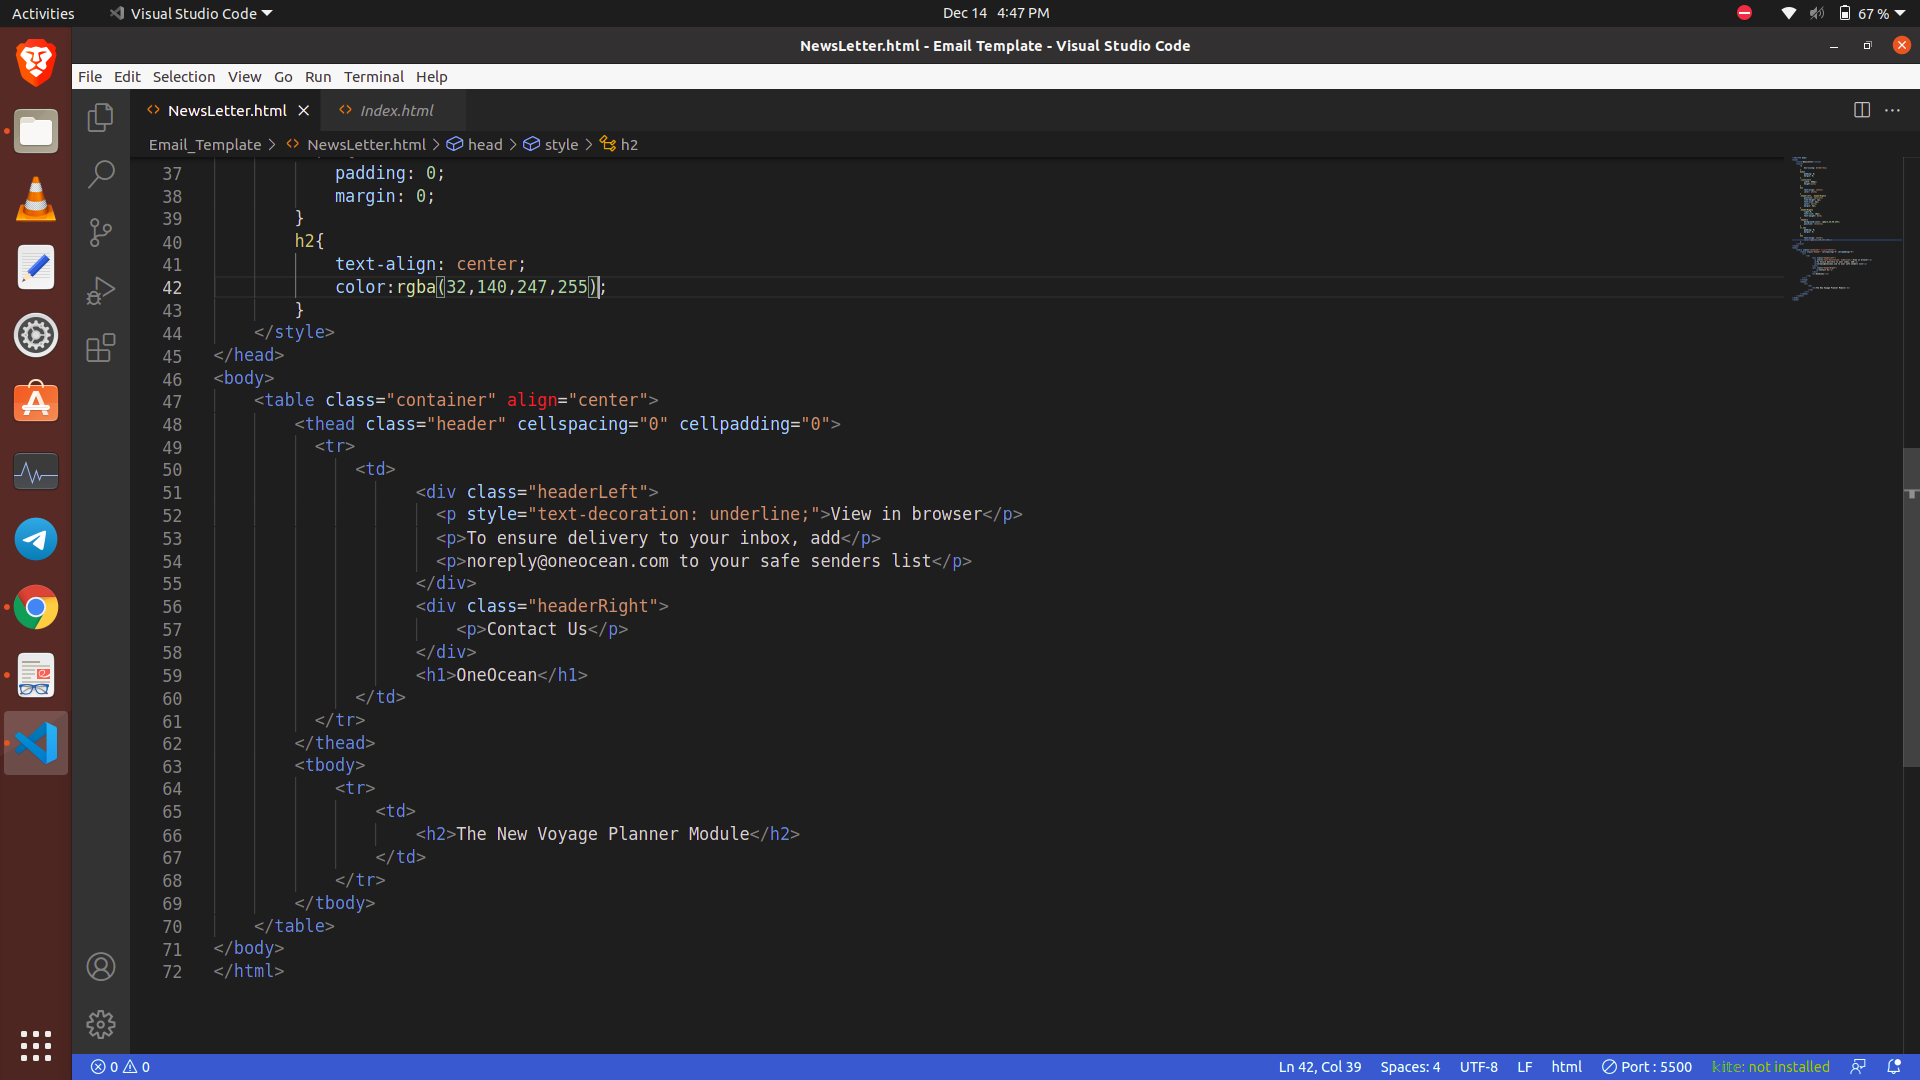 Activities Visual Studio Code Dec 14 4:47 PM 67 %
NewsLetter.html - Email Template - Visual Studio Code
File Edit Selection View Go Run Terminal Help
NewsLetter.html Index.html
Email_Template > NewsLetter.html > head > style > h2
37 padding: 0;
38 margin: 0;
39 }
40 h2{
41 text-align: center;
42 color:rgba(32,140,247,255);
43 }
44 </style>
45 </head>
46 <body>
47 <table class="container" align="center">
48 <thead class="header" cellspacing="0" cellpadding="0">
49 <tr>
50 <td>
51 <div class="headerLeft">
52 <p style="text-decoration: underline;">View in browser</p>
53 <p>To ensure delivery to your inbox, add</p>
54 <p>noreply@oneocean.com to your safe senders list</p>
55 </div>
56 <div class="headerRight">
57 <p>Contact Us</p>
58 </div>
59 <h1>OneOcean</h1>
60 </td>
61 </tr>
62 </thead>
63 <tbody>
64 <tr>
65 <td>
66 <h2>The New Voyage Planner Module</h2>
67 </td>
68 </tr>
69 </tbody>
70 </table>
71 </body>
72 </html>
0 0 Ln 42, Col 39 Spaces: 4 UTF-8 LF html Port : 5500 kite: not installed